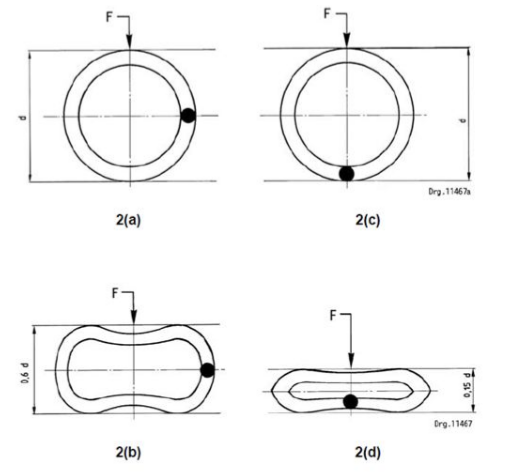 F
F
d
d
Drg.11467a
2(a)
2(c)
F
F
0,6 d
0,15 d
Drg.11467
2(b)
2(d)